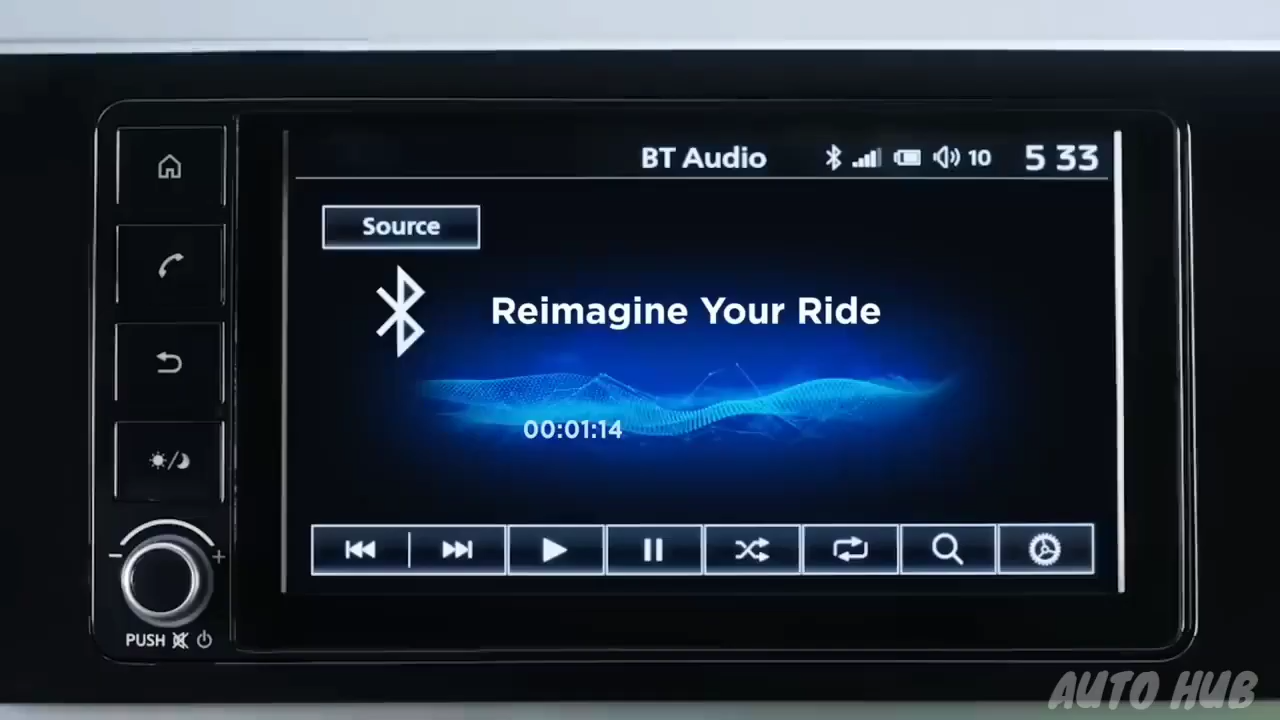 BT Audio 10 5 33
Source
Reimagine Your Ride
00:01:14
PUSH
AUTO HUB